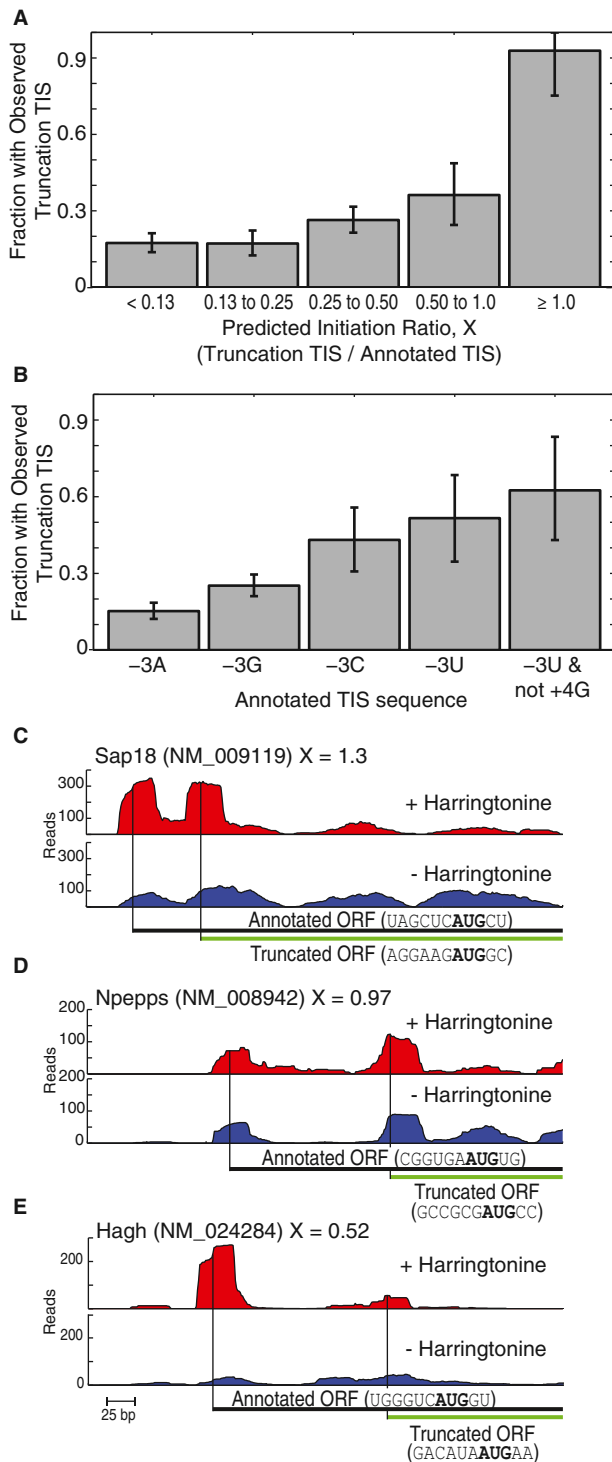 A
Fraction with Observed
Truncation TIS
0.9
0.6
0.3
0
< 0.13
0.13 to 0.25
0.25 to 0.50
0.50 to 1.0
≥ 1.0
Predicted Initiation Ratio, X
(Truncation TIS / Annotated TIS)
B
Fraction with Observed
Truncation TIS
0.9
0.6
0.3
0
–3A
–3G
–3C
–3U
–3U &
not +4G
Annotated TIS sequence
C
Sap18 (NM_009119) X = 1.3
Reads
300
100
+ Harringtonine
300
100
- Harringtonine
Annotated ORF (UAGCUCAUGCU)
Truncated ORF (AGGAAGAUGGC)
D
Npepps (NM_008942) X = 0.97
Reads
200
100
0
+ Harringtonine
200
100
0
- Harringtonine
Annotated ORF (CGGUGAAUGUG)
Truncated ORF
(GCCGCGAUGCC)
E
Hagh (NM_024284) X = 0.52
Reads
200
0
+ Harringtonine
200
0
- Harringtonine
25 bp
Annotated ORF (UGGGUCAUGGU)
Truncated ORF
(GACAUAAUGAA)